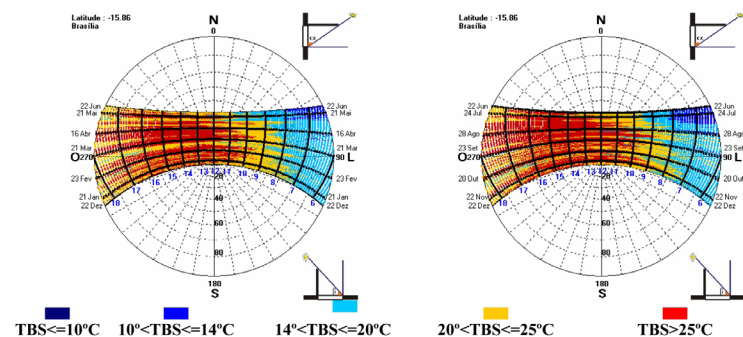 Latitude : -15.86
Brasília
N
0
22 Jun
21 Mai
16 Abr
21 Mar
O 270
23 Fev
21 Jan
22 Dez
22 Jun
21 Mai
16 Abr
21 Mar
90 L
23 Fev
21 Jan
22 Dez
18 17 16 15 14 13 12 11 10 9 8 7 6
20
40
60
80
180
S
Latitude : -15.86
Brasília
N
0
22 Jun
24 Jul
28 Ago
23 Set
O 270
20 Out
22 Nov
22 Dez
22 Jun
24 Jul
28 Ago
23 Set
90 L
20 Out
22 Nov
22 Dez
18 17 16 15 14 13 12 11 10 9 8 7 6
20
40
60
80
180
S
TBS<=10ºC 10º<TBS<=14ºC 14º<TBS<=20ºC 20º<TBS<=25ºC TBS>25ºC